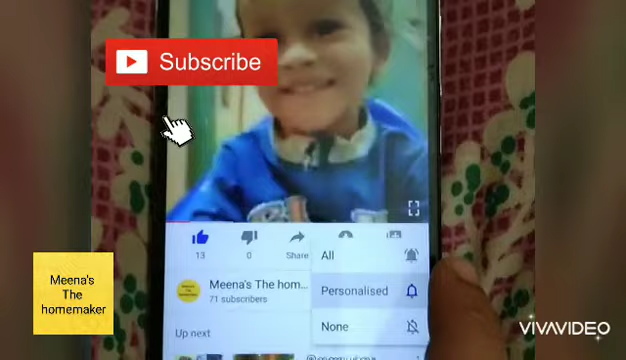 Subscribe
13
0
Share
All
Meena's The hom...
71 subscribers
Personalised
None
Up next
Meena's
The
homemaker
VIVAVIDEO